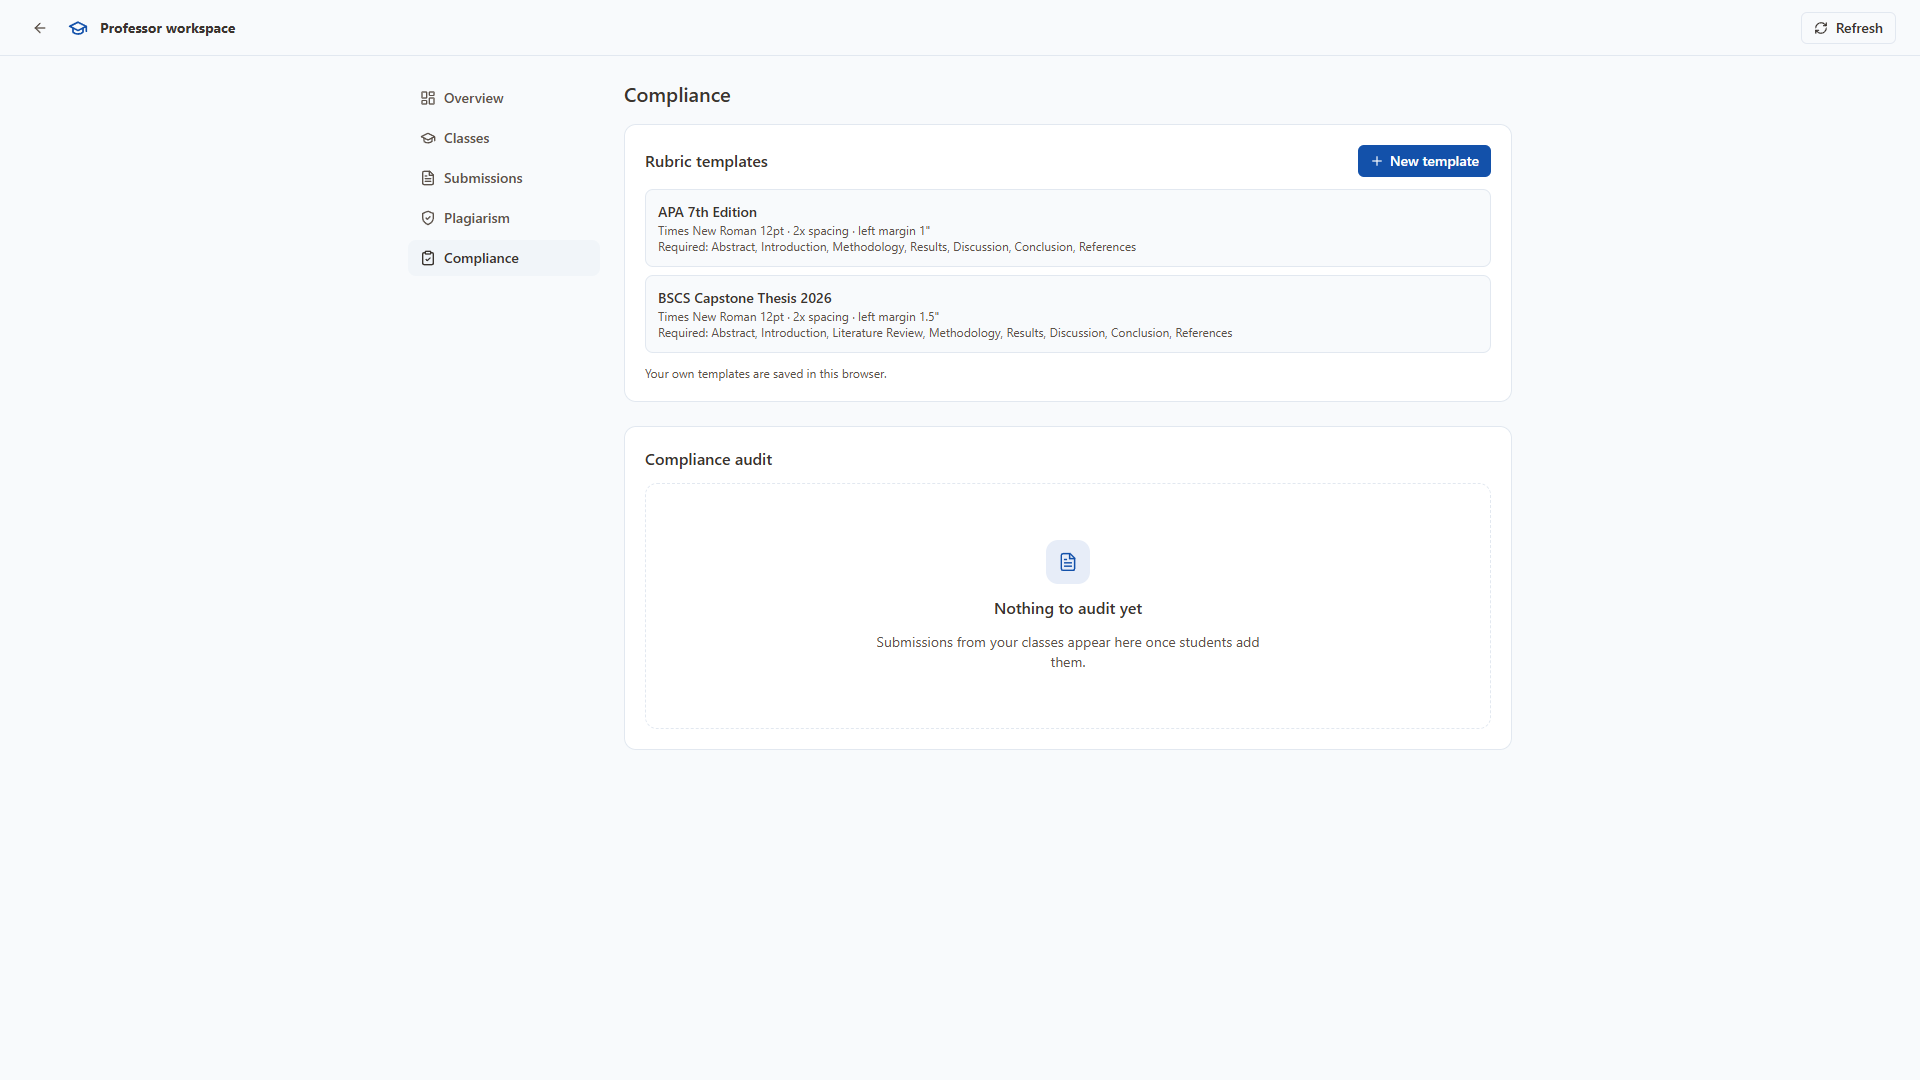 Professor workspace
Refresh
Overview
Classes
Submissions
Plagiarism
Compliance
Compliance
Rubric templates
New template
APA 7th Edition
Times New Roman 12pt · 2x spacing · left margin 1"
Required: Abstract, Introduction, Methodology, Results, Discussion, Conclusion, References
BSCS Capstone Thesis 2026
Times New Roman 12pt · 2x spacing · left margin 1.5"
Required: Abstract, Introduction, Literature Review, Methodology, Results, Discussion, Conclusion, References
Your own templates are saved in this browser.
Compliance audit
Nothing to audit yet
Submissions from your classes appear here once students add
them.